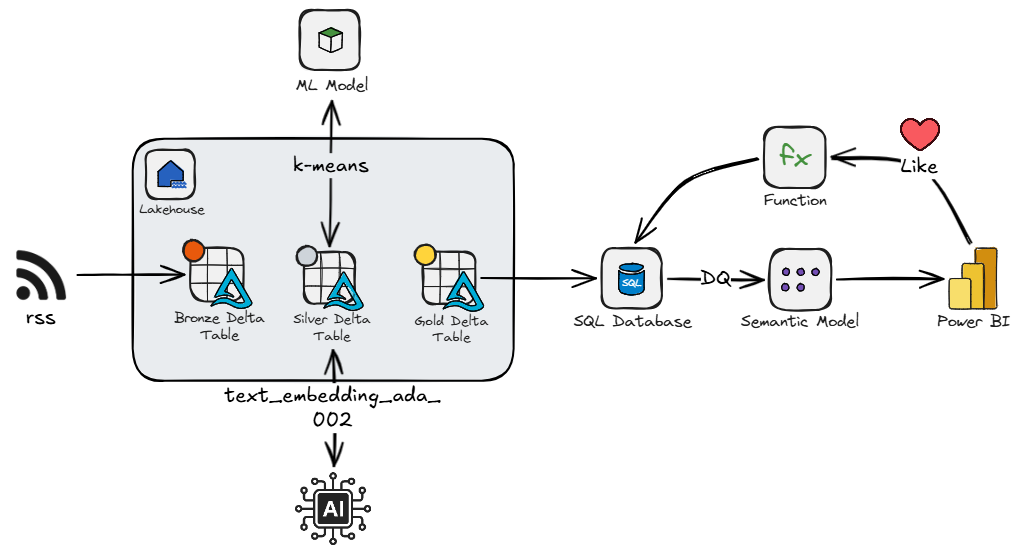 ML Model
k-means
Lakehouse
fx
Like
Function
rss
Bronze Delta
Table
Silver Delta
Table
Gold Delta
Table
SQL
SQL Database
DQ
Semantic Model
Power BI
text_embedding_ada_
002
AI